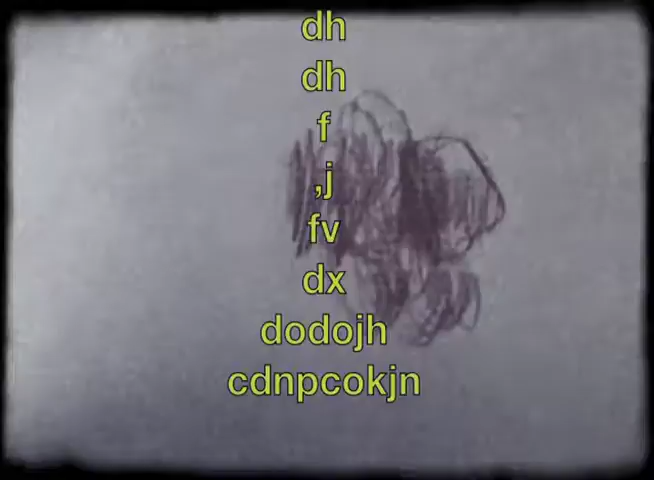 dh
dh
f
,j
fv
dx
dodojh
cdnpcokjn